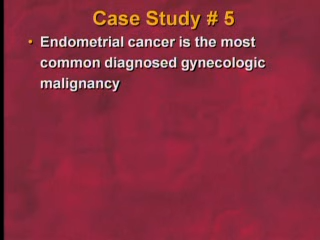 Case Study # 5
• Endometrial cancer is the most
common diagnosed gynecologic
malignancy